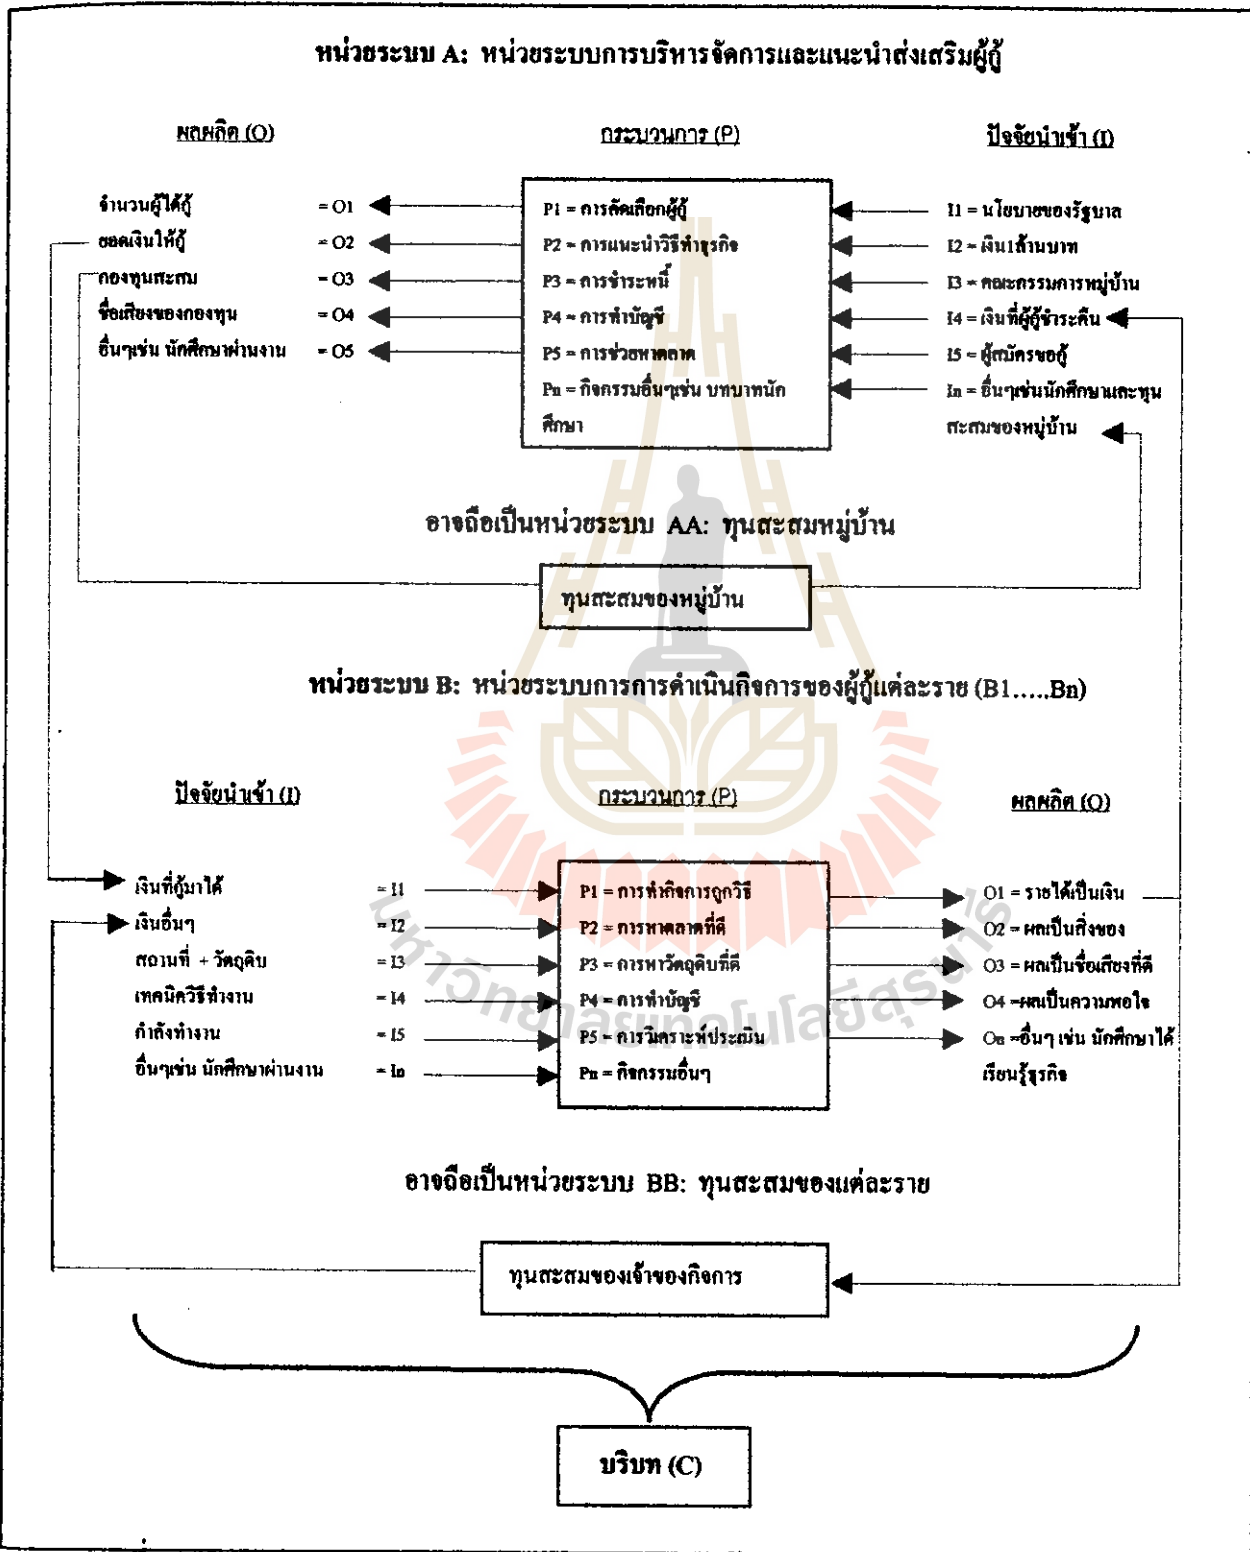 หน่วยระบบ A: หน่วยระบบการบริหารจัดการและแนะนำส่งเสริมผู้กู้
ผลผลิต (O) กระบวนการ (P) ปัจจัยนำเข้า (I)
จำนวนผู้ได้กู้ = O1 P1 = การคัดเลือกผู้กู้ I1 = นโยบายของรัฐบาล
ยอดเงินให้กู้ = O2 P2 = การแนะนำวิธีทำธุรกิจ I2 = เงิน1ล้านบาท
กองทุนสะสม = O3 P3 = การชำระหนี้ I3 = คณะกรรมการหมู่บ้าน
ชื่อเสียงของกองทุน = O4 P4 = การทำบัญชี I4 = เงินที่ผู้กู้ชำระคืน
อื่นๆเช่น นักศึกษาผ่านงาน = O5 P5 = การช่วยหาตลาด I5 = ผู้สมัครขอกู้
Pn = กิจกรรมอื่นๆเช่น บทบาทนัก In = อื่นๆเช่นนักศึกษาและทุน
ศึกษา สะสมของหมู่บ้าน
อาจถือเป็นหน่วยระบบ AA: ทุนสะสมหมู่บ้าน
ทุนสะสมของหมู่บ้าน
หน่วยระบบ B: หน่วยระบบการการดำเนินกิจการของผู้กู้แต่ละราย (B1.....Bn)
ปัจจัยนำเข้า (I) กระบวนการ (P) ผลผลิต (O)
เงินที่กู้มาได้ = I1 P1 = การทำกิจการถูกวิธี O1 = รายได้เป็นเงิน
เงินอื่นๆ = I2 P2 = การหาตลาดที่ดี O2 = ผลเป็นสิ่งของ
สถานที่ + วัตถุดิบ = I3 P3 = การหาวัตถุดิบที่ดี O3 = ผลเป็นชื่อเสียงที่ดี
เทคนิควิธีทำงาน = I4 P4 = การทำบัญชี O4 =ผลเป็นความพอใจ
กำลังทำงาน = I5 P5 = การวิเคราะห์ประเมิน On =อื่นๆ เช่น นักศึกษาได้
อื่นๆเช่น นักศึกษาผ่านงาน = In Pn = กิจกรรมอื่นๆ เรียนรู้ธุรกิจ
มหาวิทยาลัยเทคโนโลยีสุรนารี
อาจถือเป็นหน่วยระบบ BB: ทุนสะสมของแต่ละราย
ทุนสะสมของเจ้าของกิจการ
บริบท (C)